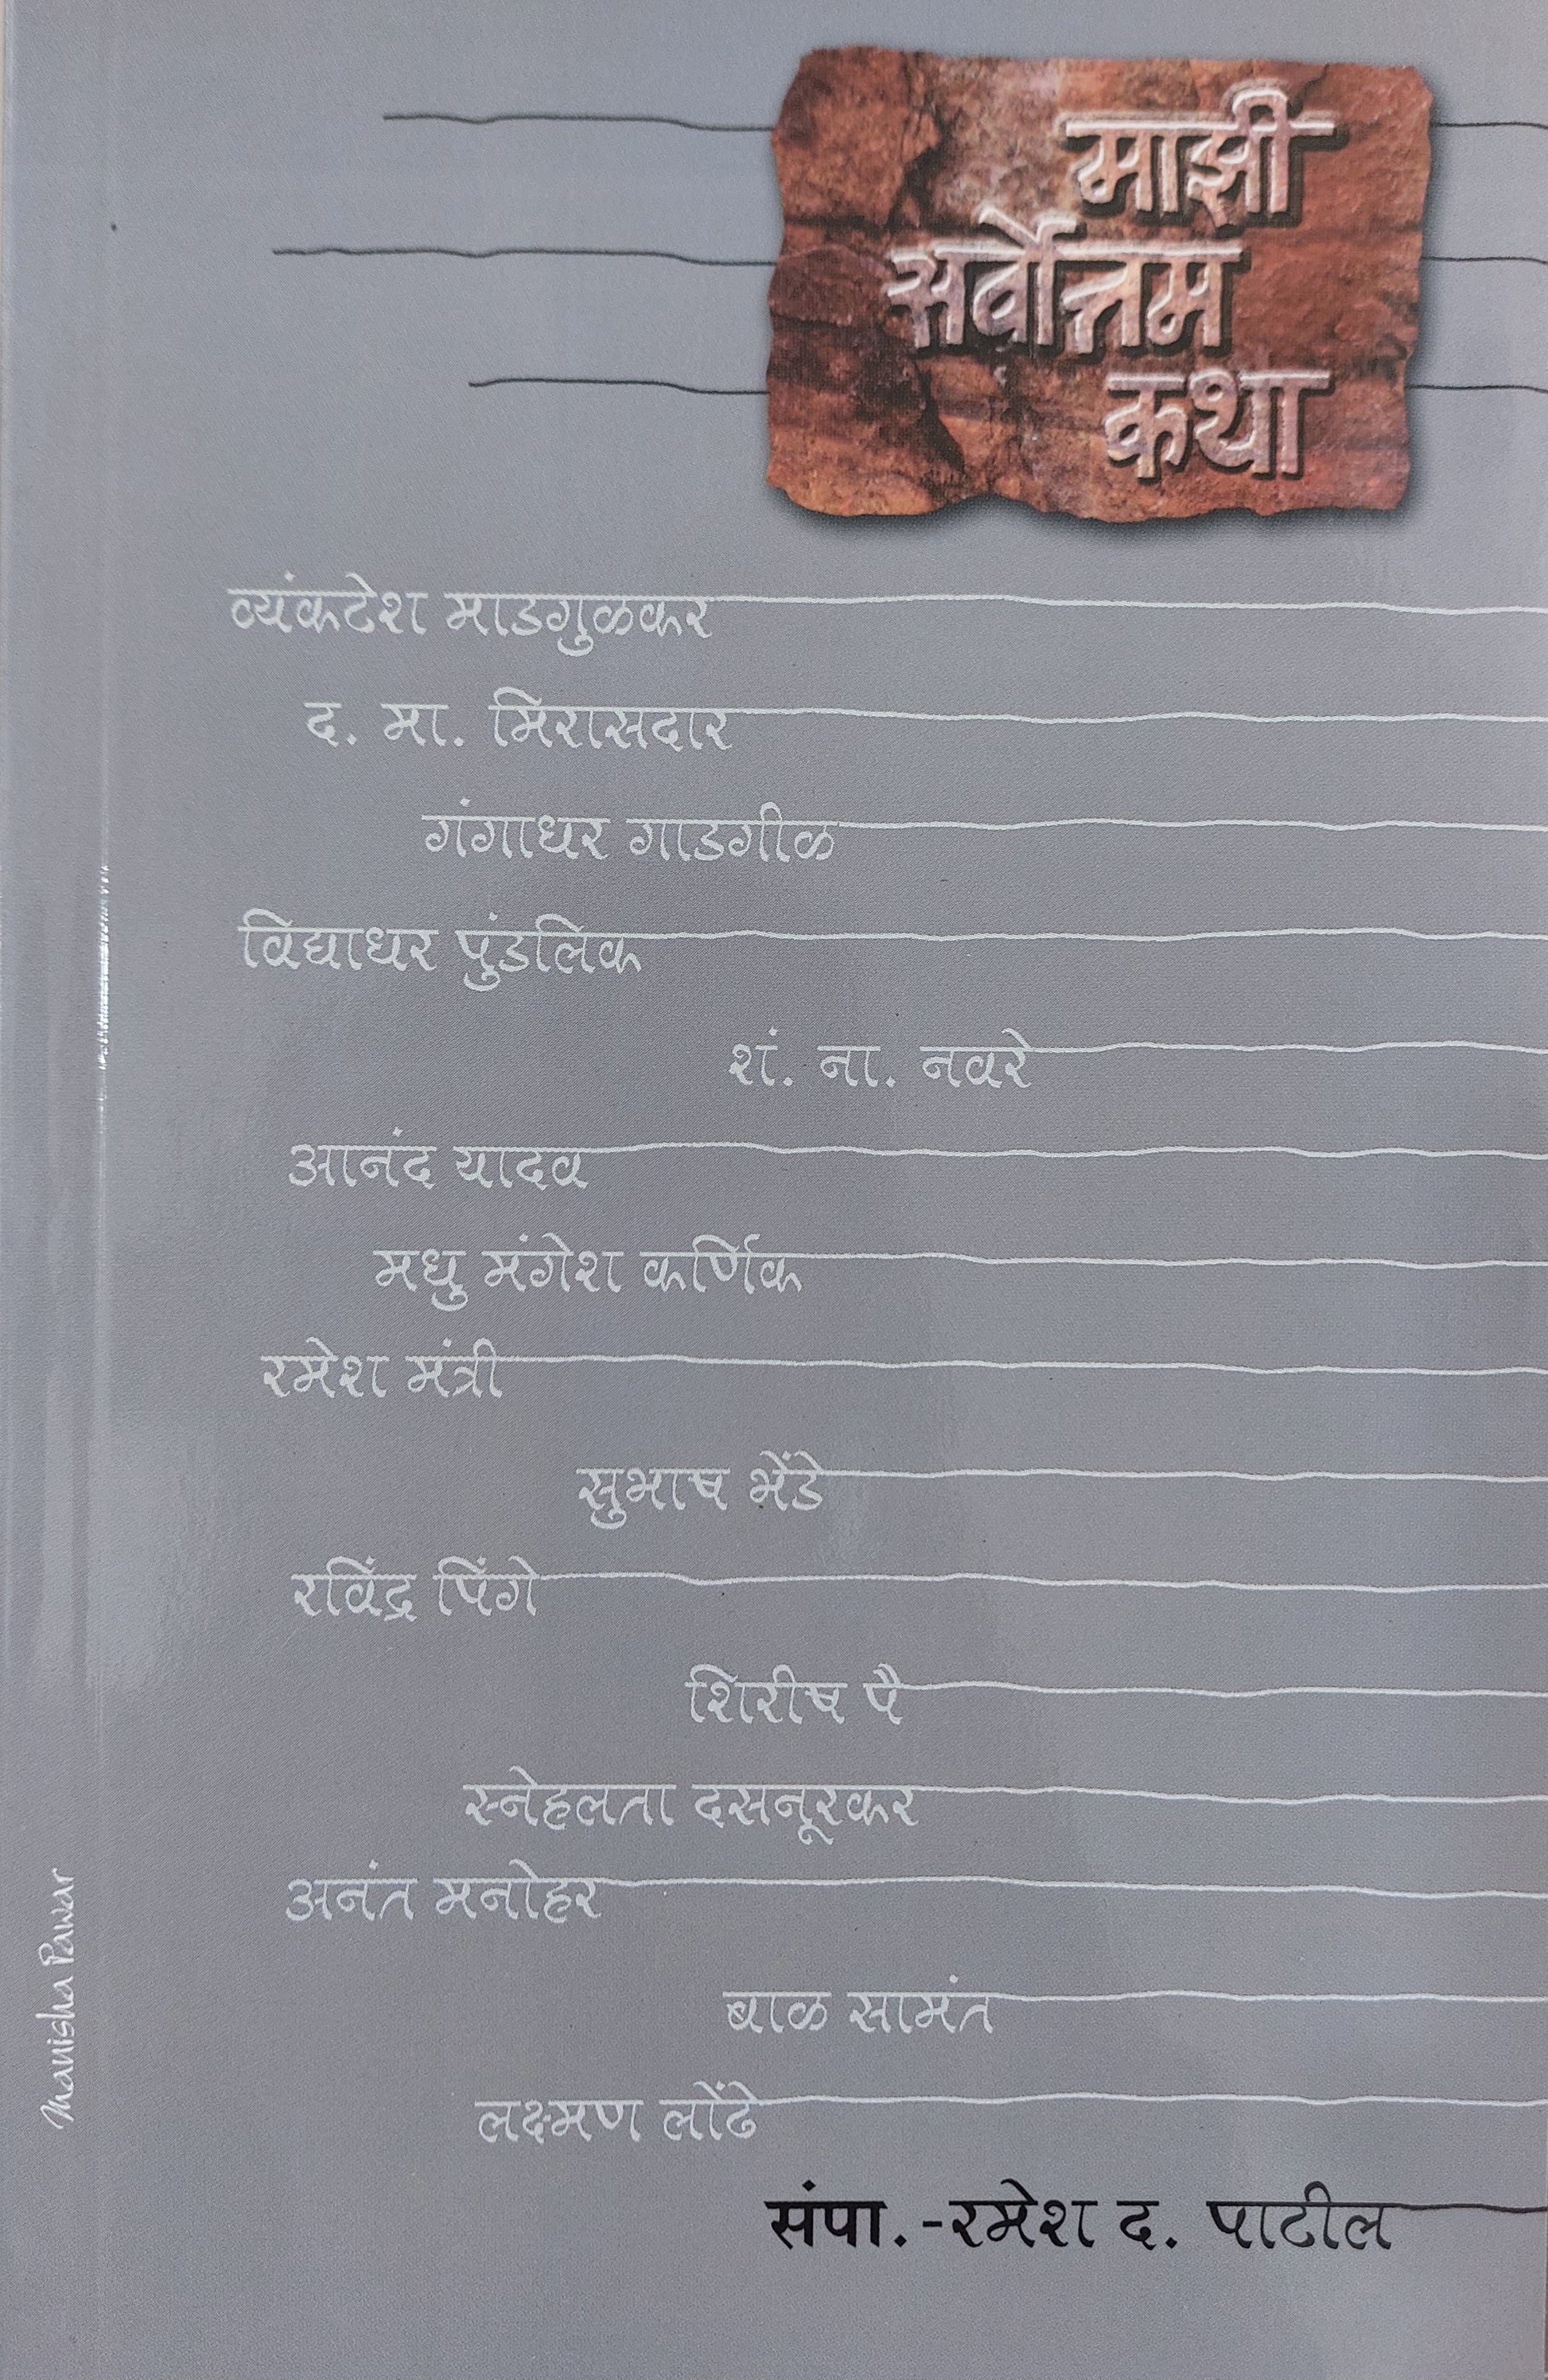 माझी
सर्वोत्तम
कथा
व्यंकटेश माडगुळकर
द. मा. मिरासदार
गंगाधर गाडगीळ
विद्याधर पुंडलिक
शं. ना. नवरे
आनंद यादव
मधु मंगेश कर्णिक
रमेश मंत्री
सुभाष भेंडे
रविंद्र पिंगे
शिरीष पै
स्नेहलता दसनूरकर
अनंत मनोहर
बाळ सामंत
लक्ष्मण लोंढे
संपा.-रमेश द. पाटील
Manisha Pawar